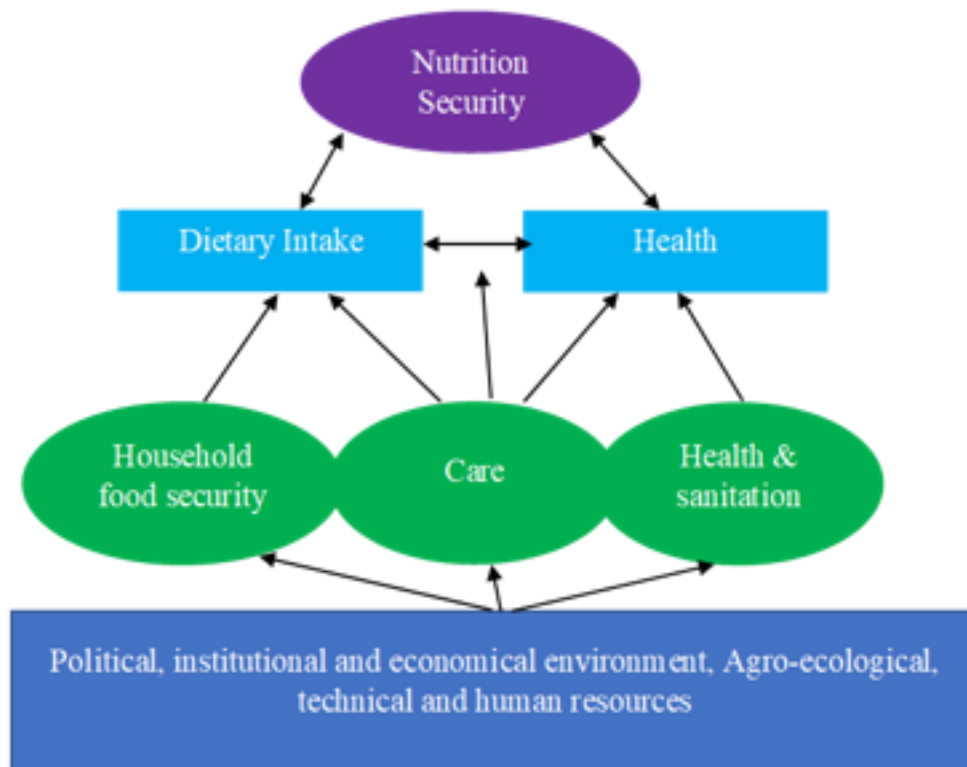 Nutrition
Security
Dietary Intake
Health
Household
food security
Care
Health &
sanitation
Political, institutional and economical environment, Agro-ecological,
technical and human resources